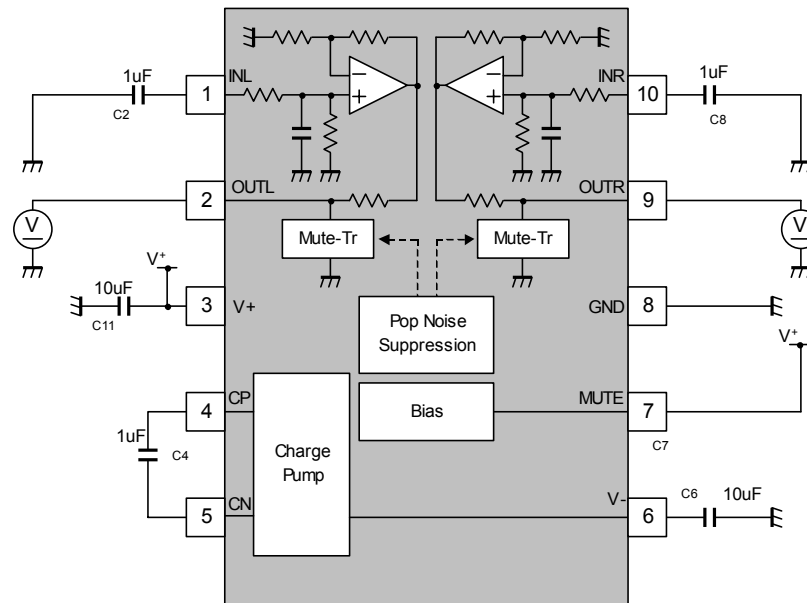 1uF
C2
1
INL
−
+
−
+
INR
10
1uF
C8
2
OUTL
OUTR
9
V
V
Mute-Tr
Mute-Tr
V+
10uF
C11
3
V+
Pop Noise
Suppression
GND
8
V+
4
CP
Bias
MUTE
7
C7
1uF
C4
Charge
Pump
5
CN
V-
6
C6
10uF